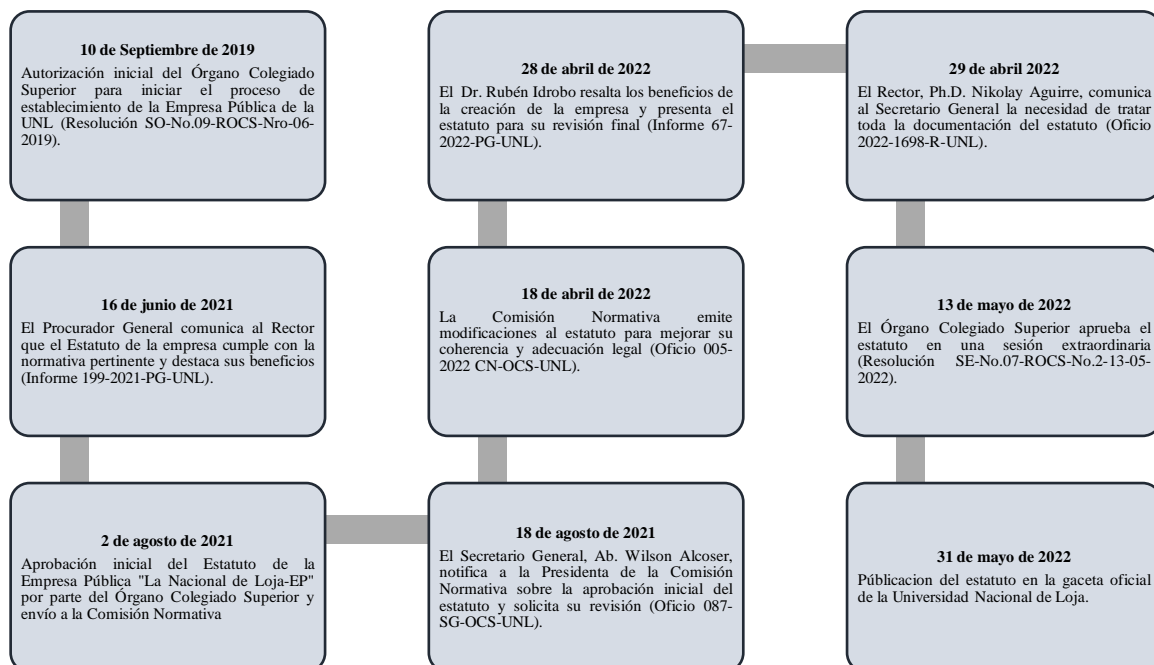 10 de Septiembre de 2019
Autorización inicial del Órgano Colegiado
Superior para iniciar el proceso de
establecimiento de la Empresa Pública de la
UNL (Resolución SO-No.09-ROCS-Nro-06-
2019).
16 de junio de 2021
El Procurador General comunica al Rector
que el Estatuto de la empresa cumple con la
normativa pertinente y destaca sus beneficios
(Informe 199-2021-PG-UNL).
2 de agosto de 2021
Aprobación inicial del Estatuto de la
Empresa Pública "La Nacional de Loja-EP"
por parte del Órgano Colegiado Superior y
envío a la Comisión Normativa
18 de agosto de 2021
El Secretario General, Ab. Wilson Alcoser,
notifica a la Presidenta de la Comisión
Normativa sobre la aprobación inicial del
estatuto y solicita su revisión (Oficio 087-
SG-OCS-UNL).
18 de abril de 2022
La Comisión Normativa emite
modificaciones al estatuto para mejorar su
coherencia y adecuación legal (Oficio 005-
2022 CN-OCS-UNL).
28 de abril de 2022
El Dr. Rubén Idrobo resalta los beneficios de
la creación de la empresa y presenta el
estatuto para su revisión final (Informe 67-
2022-PG-UNL).
29 de abril 2022
El Rector, Ph.D. Nikolay Aguirre, comunica
al Secretario General la necesidad de tratar
toda la documentación del estatuto (Oficio
2022-1698-R-UNL).
13 de mayo de 2022
El Órgano Colegiado Superior aprueba el
estatuto en una sesión extraordinaria
(Resolución SE-No.07-ROCS-No.2-13-05-
2022).
31 de mayo de 2022
Públicacion del estatuto en la gaceta oficial
de la Universidad Nacional de Loja.